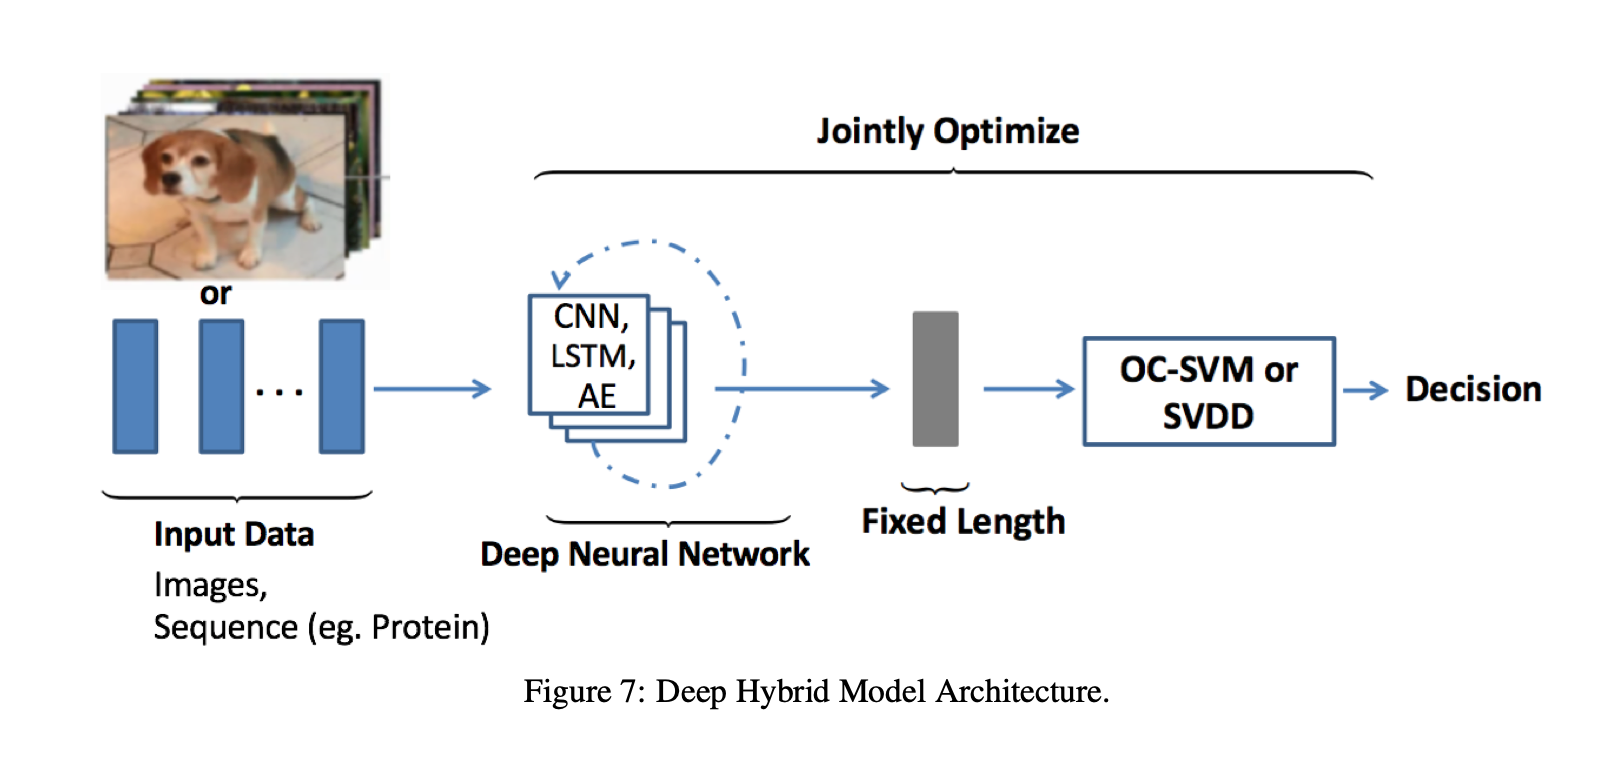 Jointly Optimize
or
CNN,
LSTM,
AE
...
OC-SVM or
SVDD
Decision
Input Data
Images,
Sequence (eg. Protein)
Deep Neural Network
Fixed Length
Figure 7: Deep Hybrid Model Architecture.